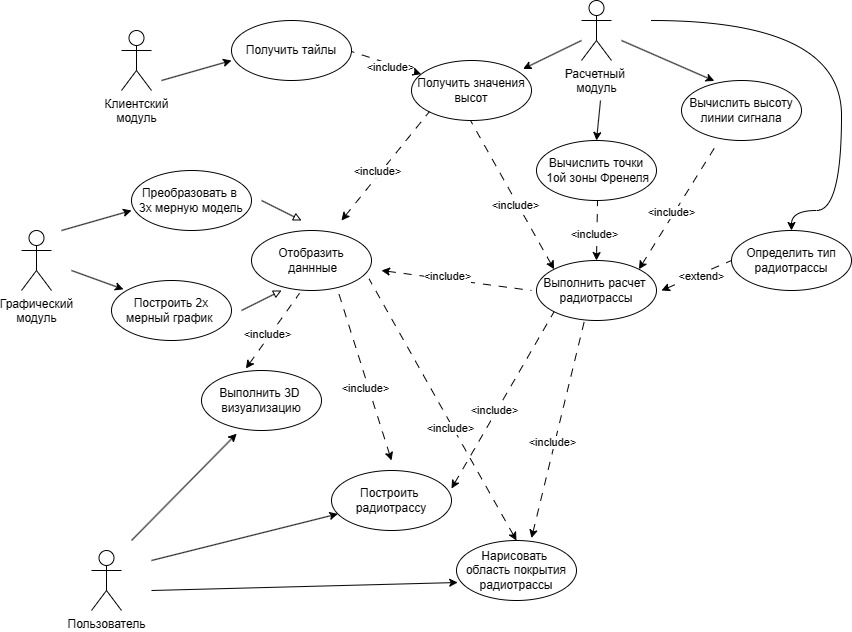 Получить тайлы
<include>
Получить значения
высот
Расчетный
модуль
Вычислить высоту
линии сигнала
Клиентский
модуль
Вычислить точки
1ой зоны Френеля
<include>
Преобразовать в
3х мерную модель
<include>
<include>
<include>
Отобразить
даннные
Определить тип
радиотрассы
<include>
Выполнить расчет
радиотрассы
<extend>
Графический
модуль
Построить 2х
мерный график
<include>
Выполнить 3D
визуализацию
<include>
<include>
<include>
<include>
Построить
радиотрассу
Нарисовать
область покрытия
радиотрассы
Пользователь